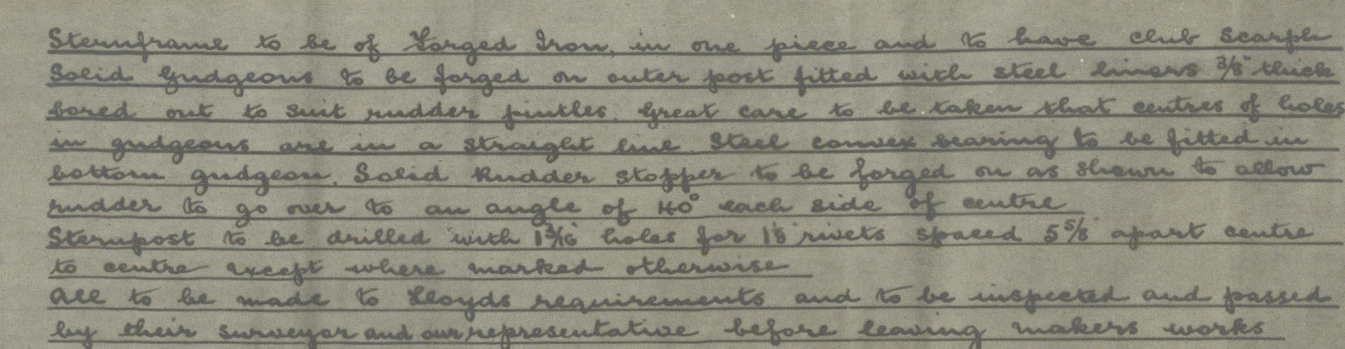 Sternframe to be of Forged Iron. in one piece and to have club scarph
Solid Gudgeons to be forged on outer post fitted with steel liners 3/8" thick
bored out to suit rudder pintles. Great care to be taken that centres of holes
in gudgeons are in a straight line Steel convex bearing to be fitted in
bottom gudgeon. Solid Rudder stopper to be forged on as shown to allow
rudder to go over to an angle of 40° each side of centre
Sternpost to be drilled with 1 3/16" holes for 1 1/8" rivets spaced 5 5/8" apart centre
to centre except where marked otherwise
All to be made to Lloyds requirements and to be inspected and passed
by their surveyor and our representative before leaving makers works